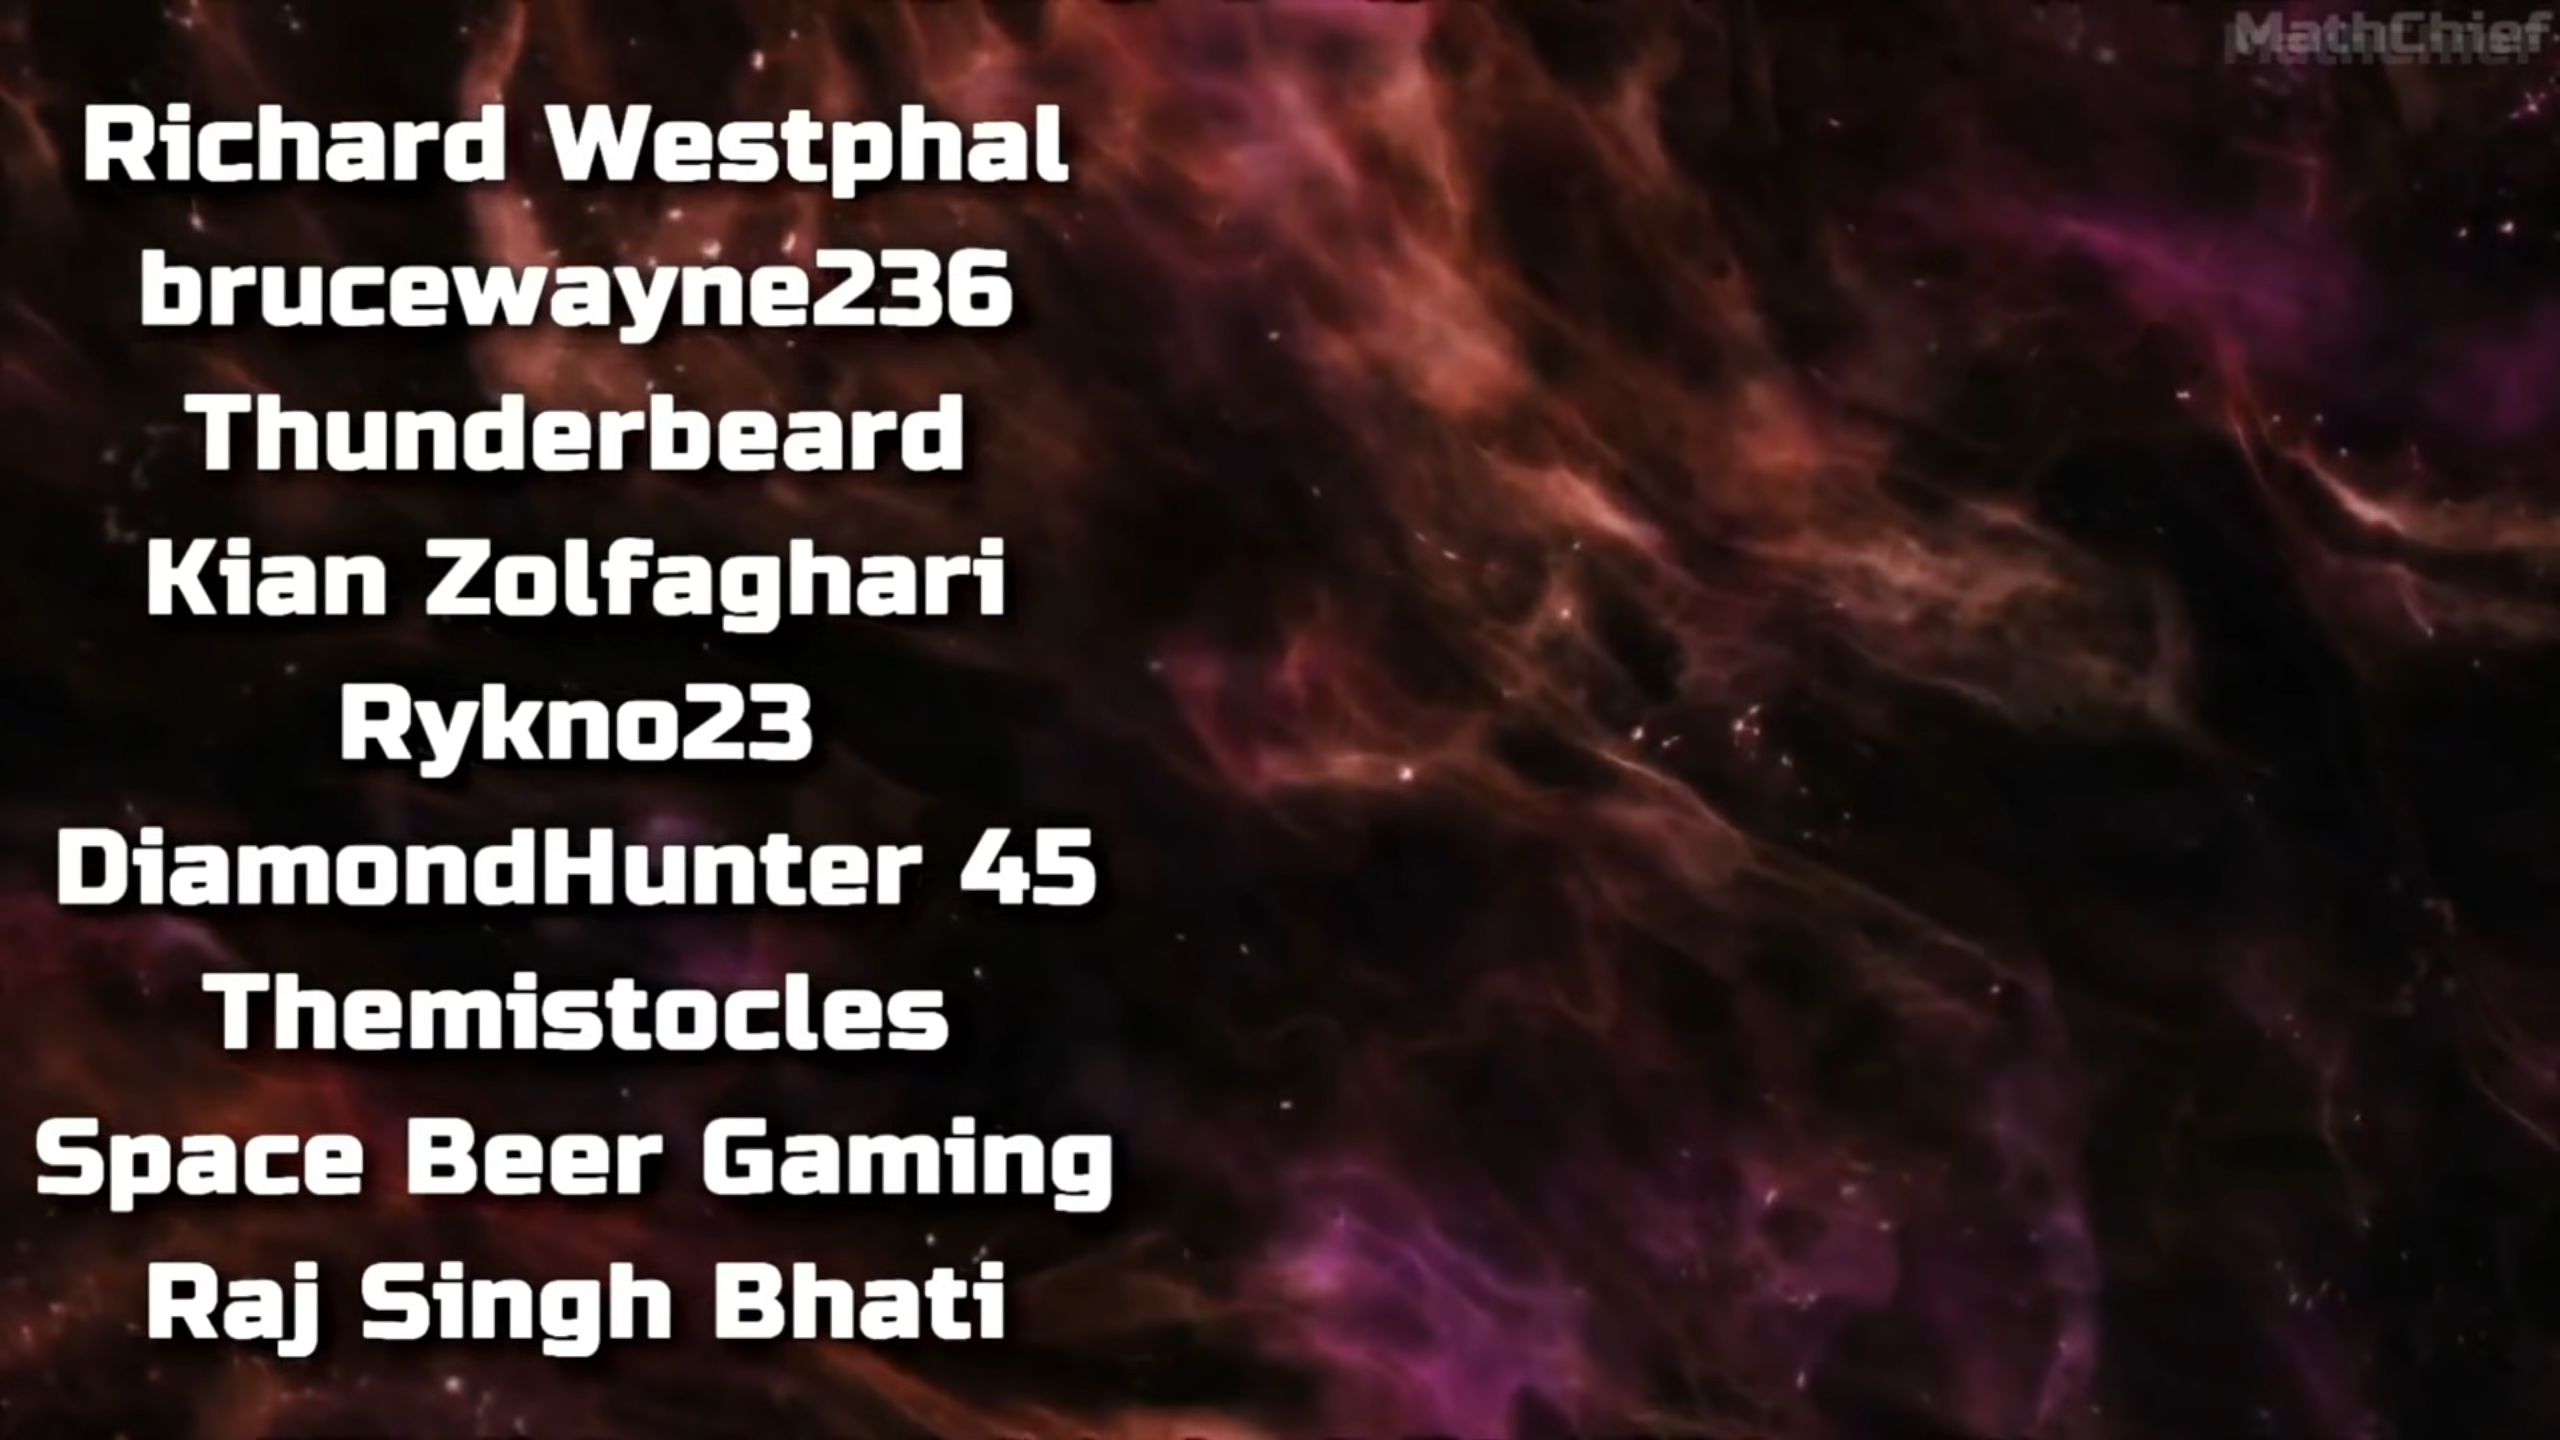 MathChief
Richard Westphal
brucewayne236
Thunderbeard
Kian Zolfaghari
Rykno23
DiamondHunter 45
Themistocles
Space Beer Gaming
Raj Singh Bhati